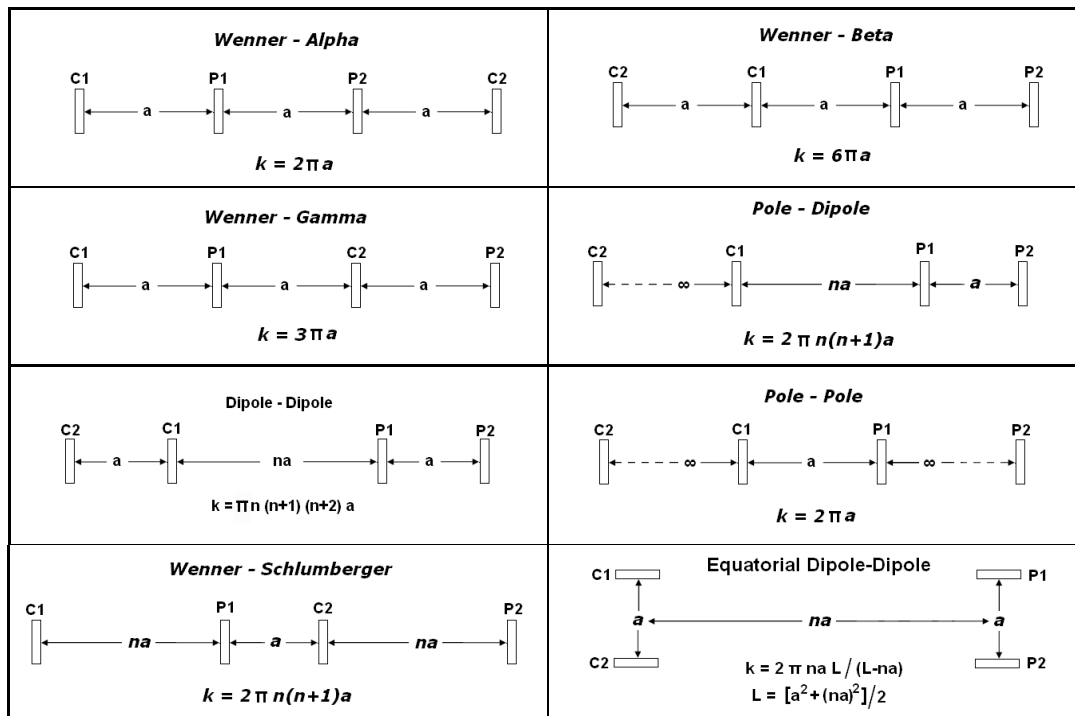 Wenner - Alpha
C1 P1 P2 C2
a a a
k = 2πa
Wenner - Beta
C2 C1 P1 P2
a a a
k = 6πa
Wenner - Gamma
C1 P1 C2 P2
a a a
k = 3πa
Pole - Dipole
C2 C1 P1 P2
∞ na a
k = 2 π n(n+1)a
Dipole - Dipole
C2 C1 P1 P2
a na a
k = π n (n+1) (n+2) a
Pole - Pole
C2 C1 P1 P2
∞ a ∞
k = 2πa
Wenner - Schlumberger
C1 P1 C2 P2
na a na
k = 2 π n(n+1)a
Equatorial Dipole-Dipole
C1 P1
a na a
C2 P2
k = 2 π na L / (L-na)
L = [a²+(na)²]/2